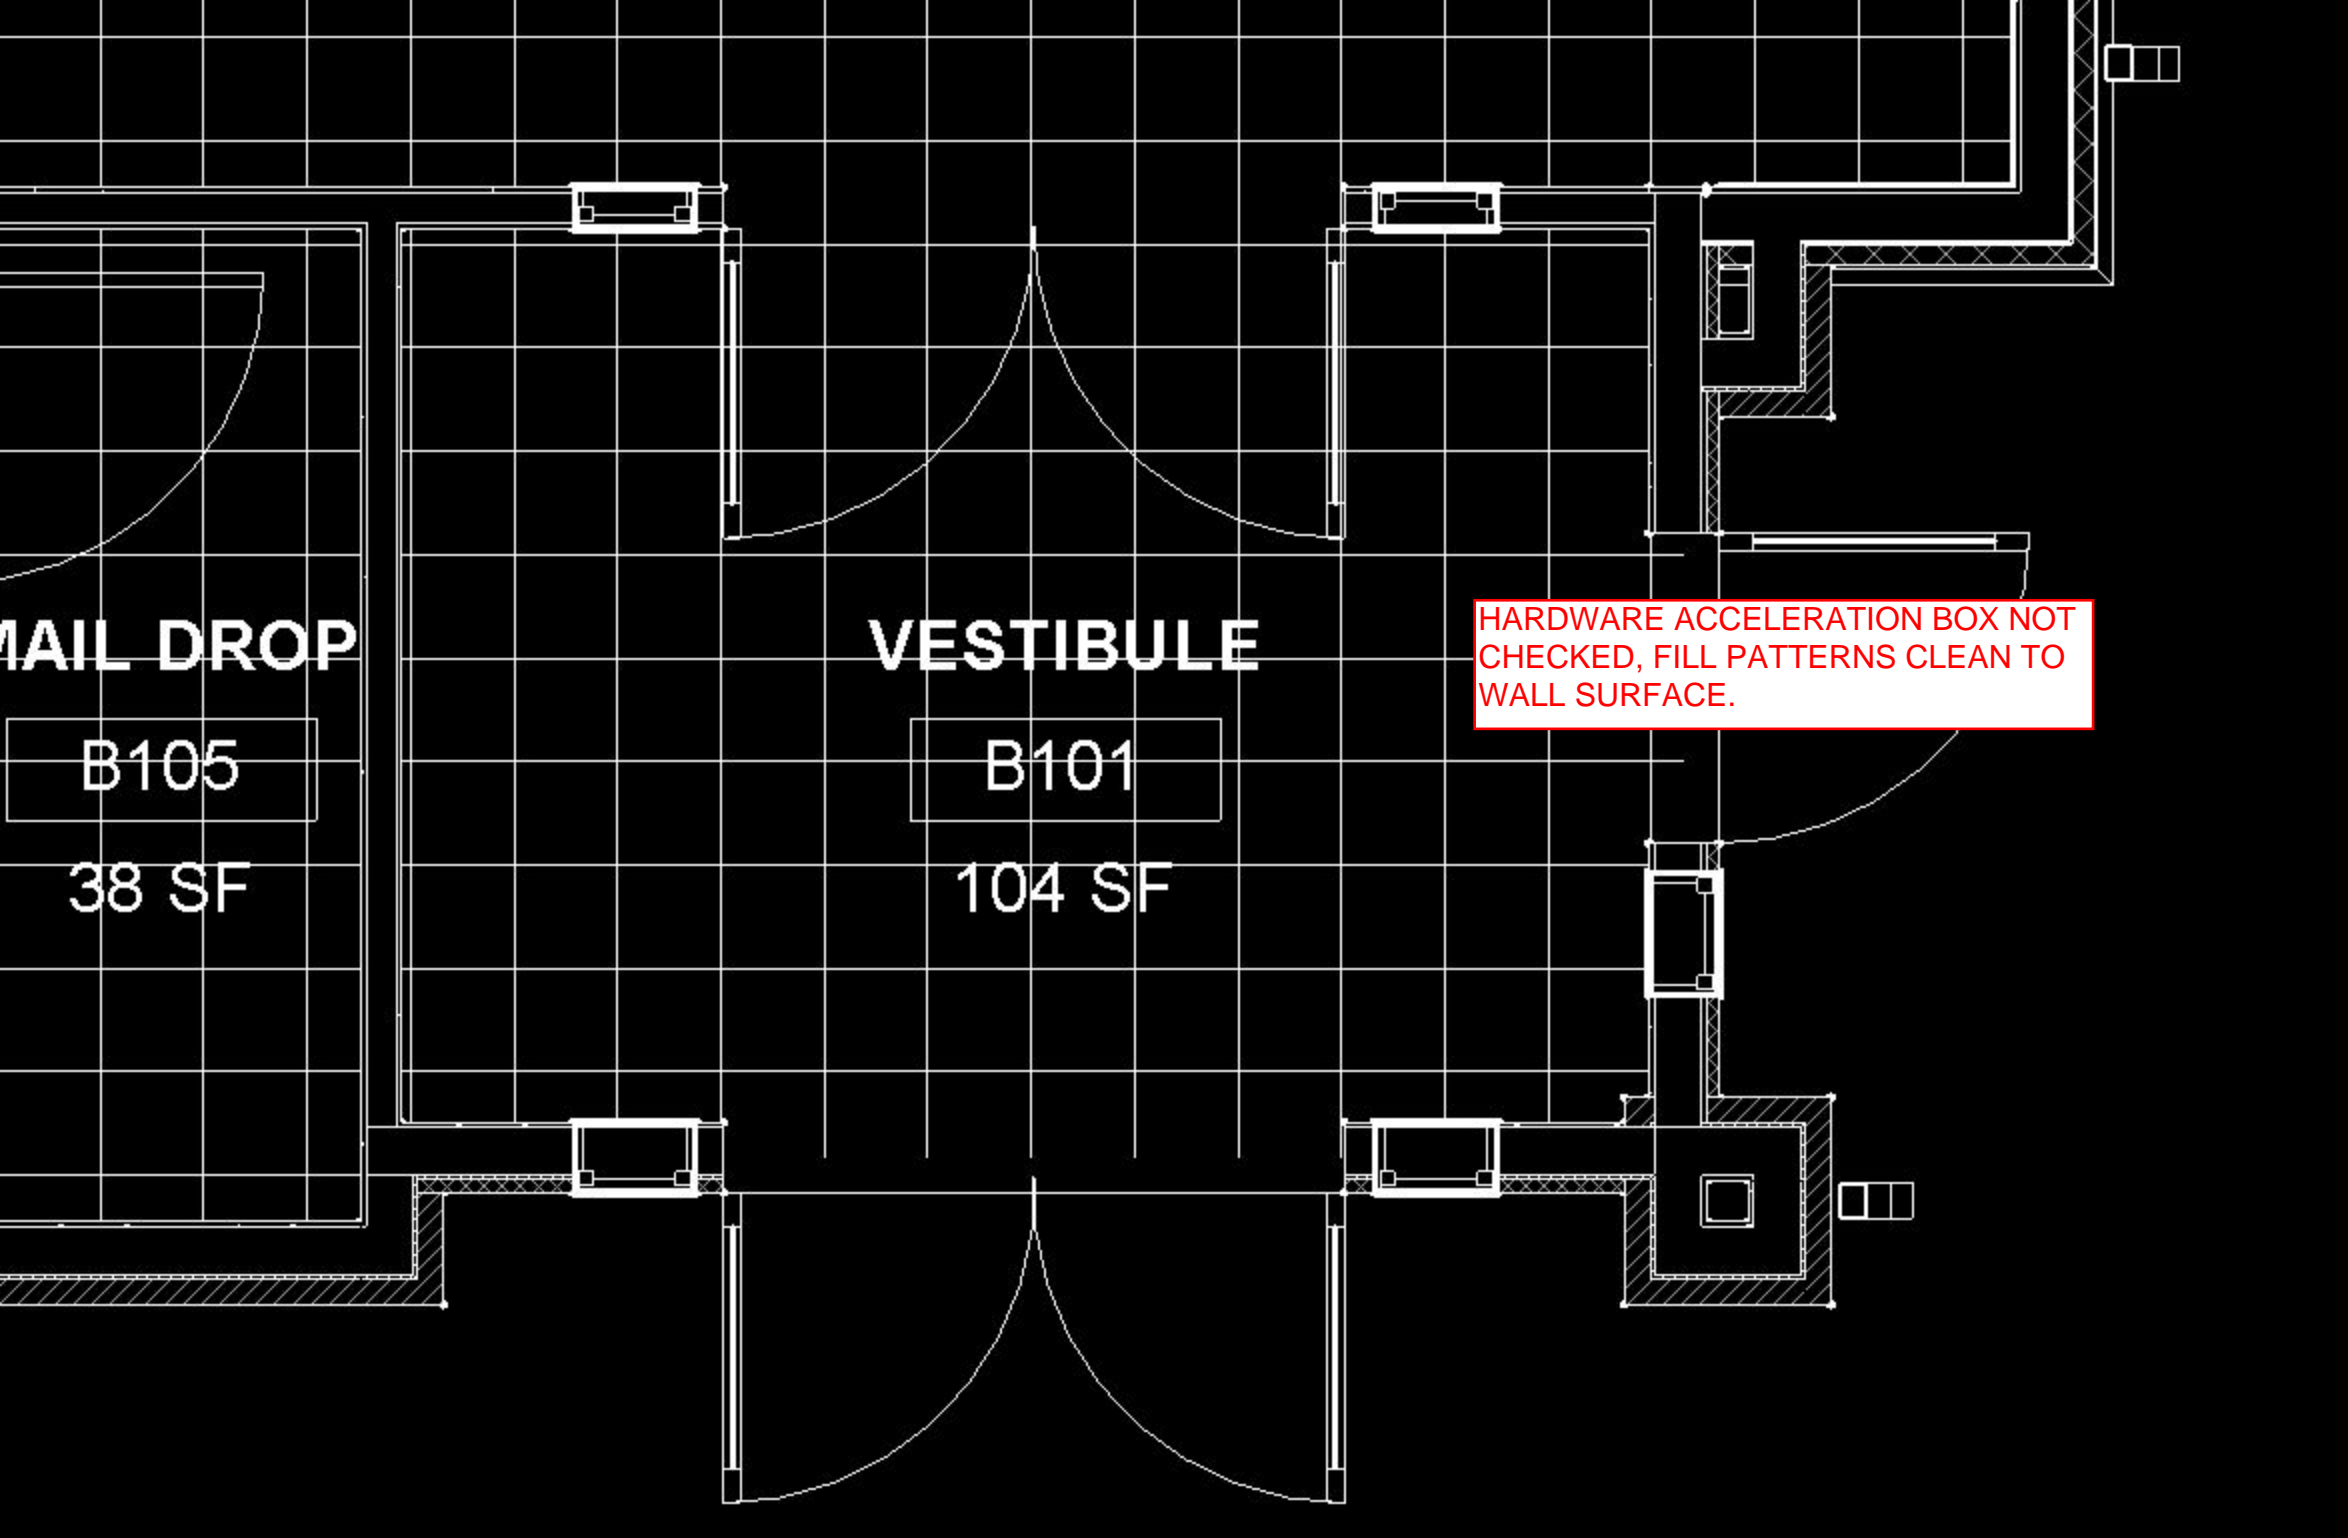 MAIL DROP
B105
38 SF
VESTIBULE
B101
104 SF
HARDWARE ACCELERATION BOX NOT
CHECKED, FILL PATTERNS CLEAN TO
WALL SURFACE.